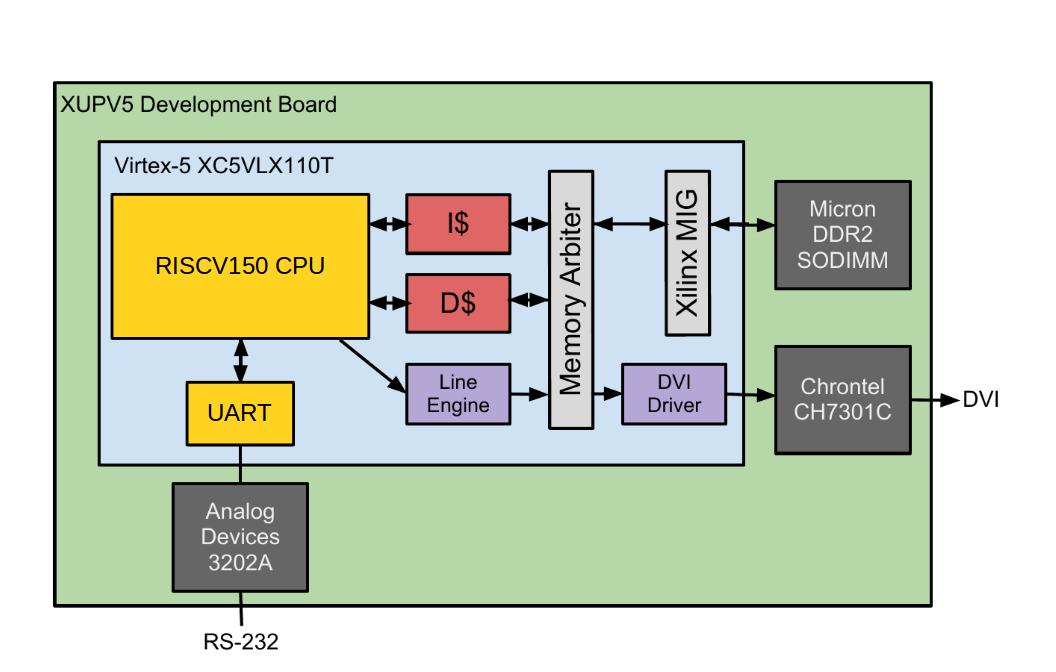 XUPV5 Development Board
Virtex-5 XC5VLX110T
RISCV150 CPU
I$
D$
Line
Engine
UART
Memory Arbiter
Xilinx MIG
DVI
Driver
Micron
DDR2
SODIMM
Chrontel
CH7301C
DVI
Analog
Devices
3202A
RS-232